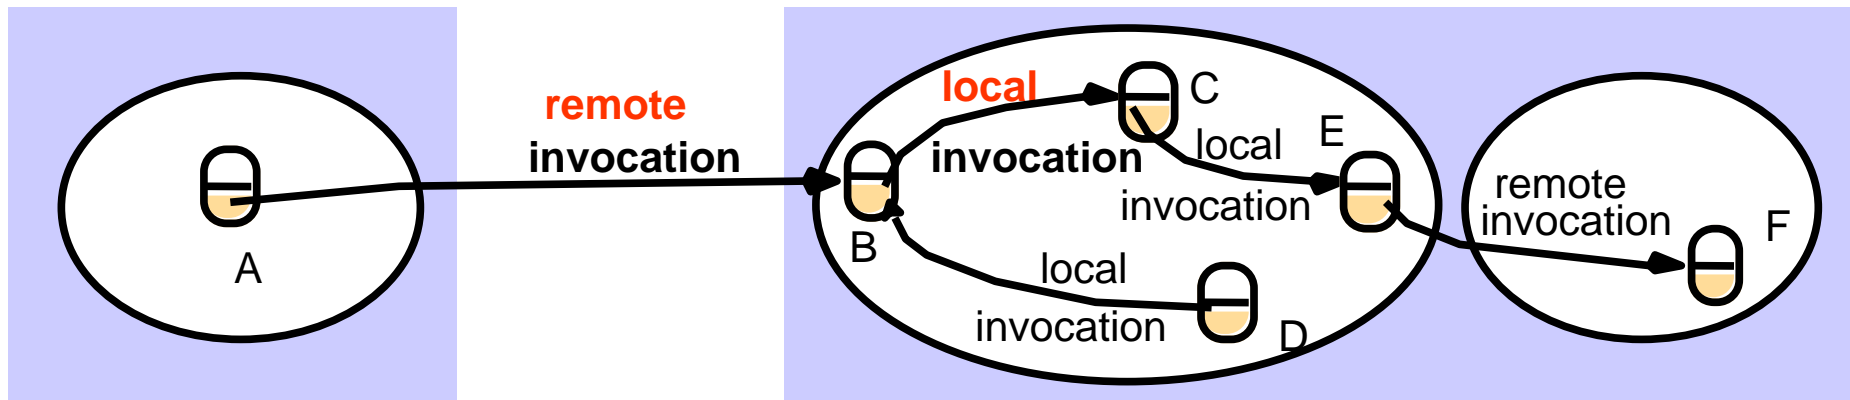 A
remote
invocation
local
invocation
B
C
local
invocation
E
local
invocation
D
remote
invocation
F